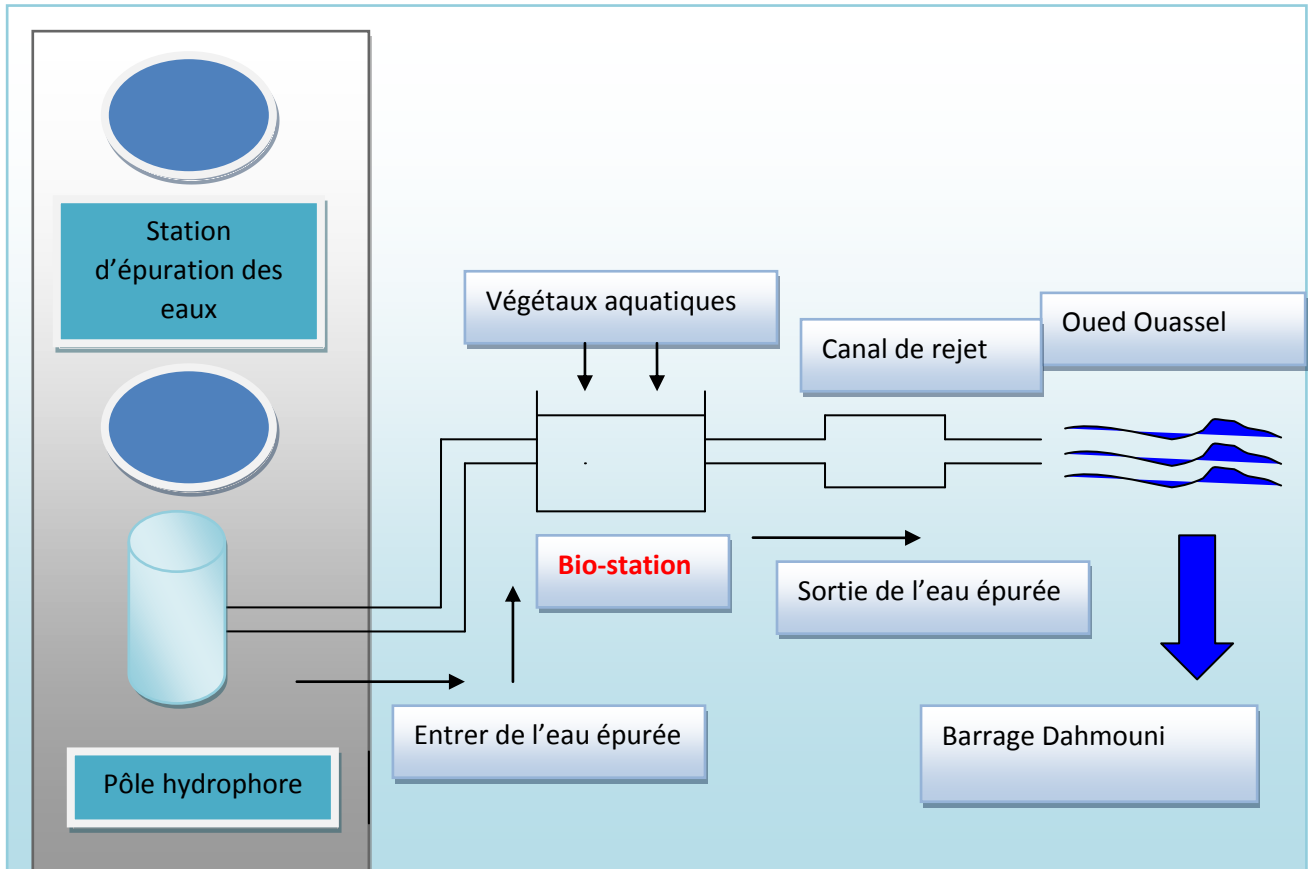 Station
d’épuration des
eaux
Végétaux aquatiques
Canal de rejet
Oued Ouassel
Bio-station
Sortie de l’eau épurée
Entrer de l’eau épurée
Barrage Dahmouni
Pôle hydrophore